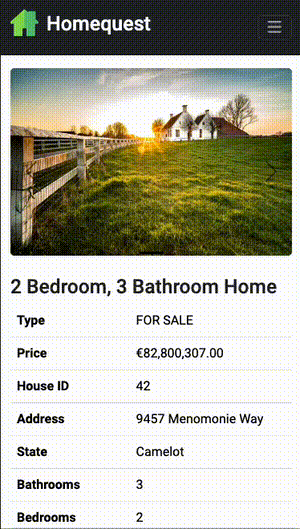 Homequest
2 Bedroom, 3 Bathroom Home
Type FOR SALE
Price €82,800,307.00
House ID 42
Address 9457 Menomonie Way
State Camelot
Bathrooms 3
Bedrooms 2